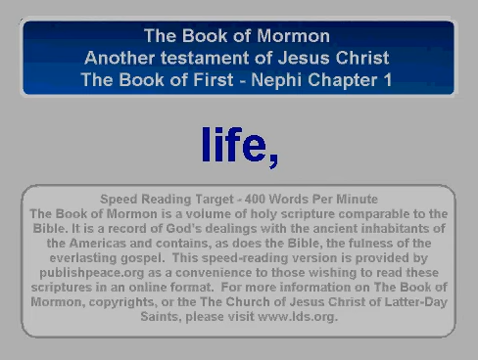 The Book of Mormon
Another testament of Jesus Christ
The Book of First - Nephi Chapter 1
life,
Speed Reading Target - 400 Words Per Minute
The Book of Mormon is a volume of holy scripture comparable to the
Bible. It is a record of God's dealings with the ancient inhabitants of
the Americas and contains, as does the Bible, the fulness of the
everlasting gospel. This speed-reading version is provided by
publishpeace.org as a convenience to those wishing to read these
scriptures in an online format. For more information on The Book of
Mormon, copyrights, or the The Church of Jesus Christ of Latter-Day
Saints, please visit www.lds.org.